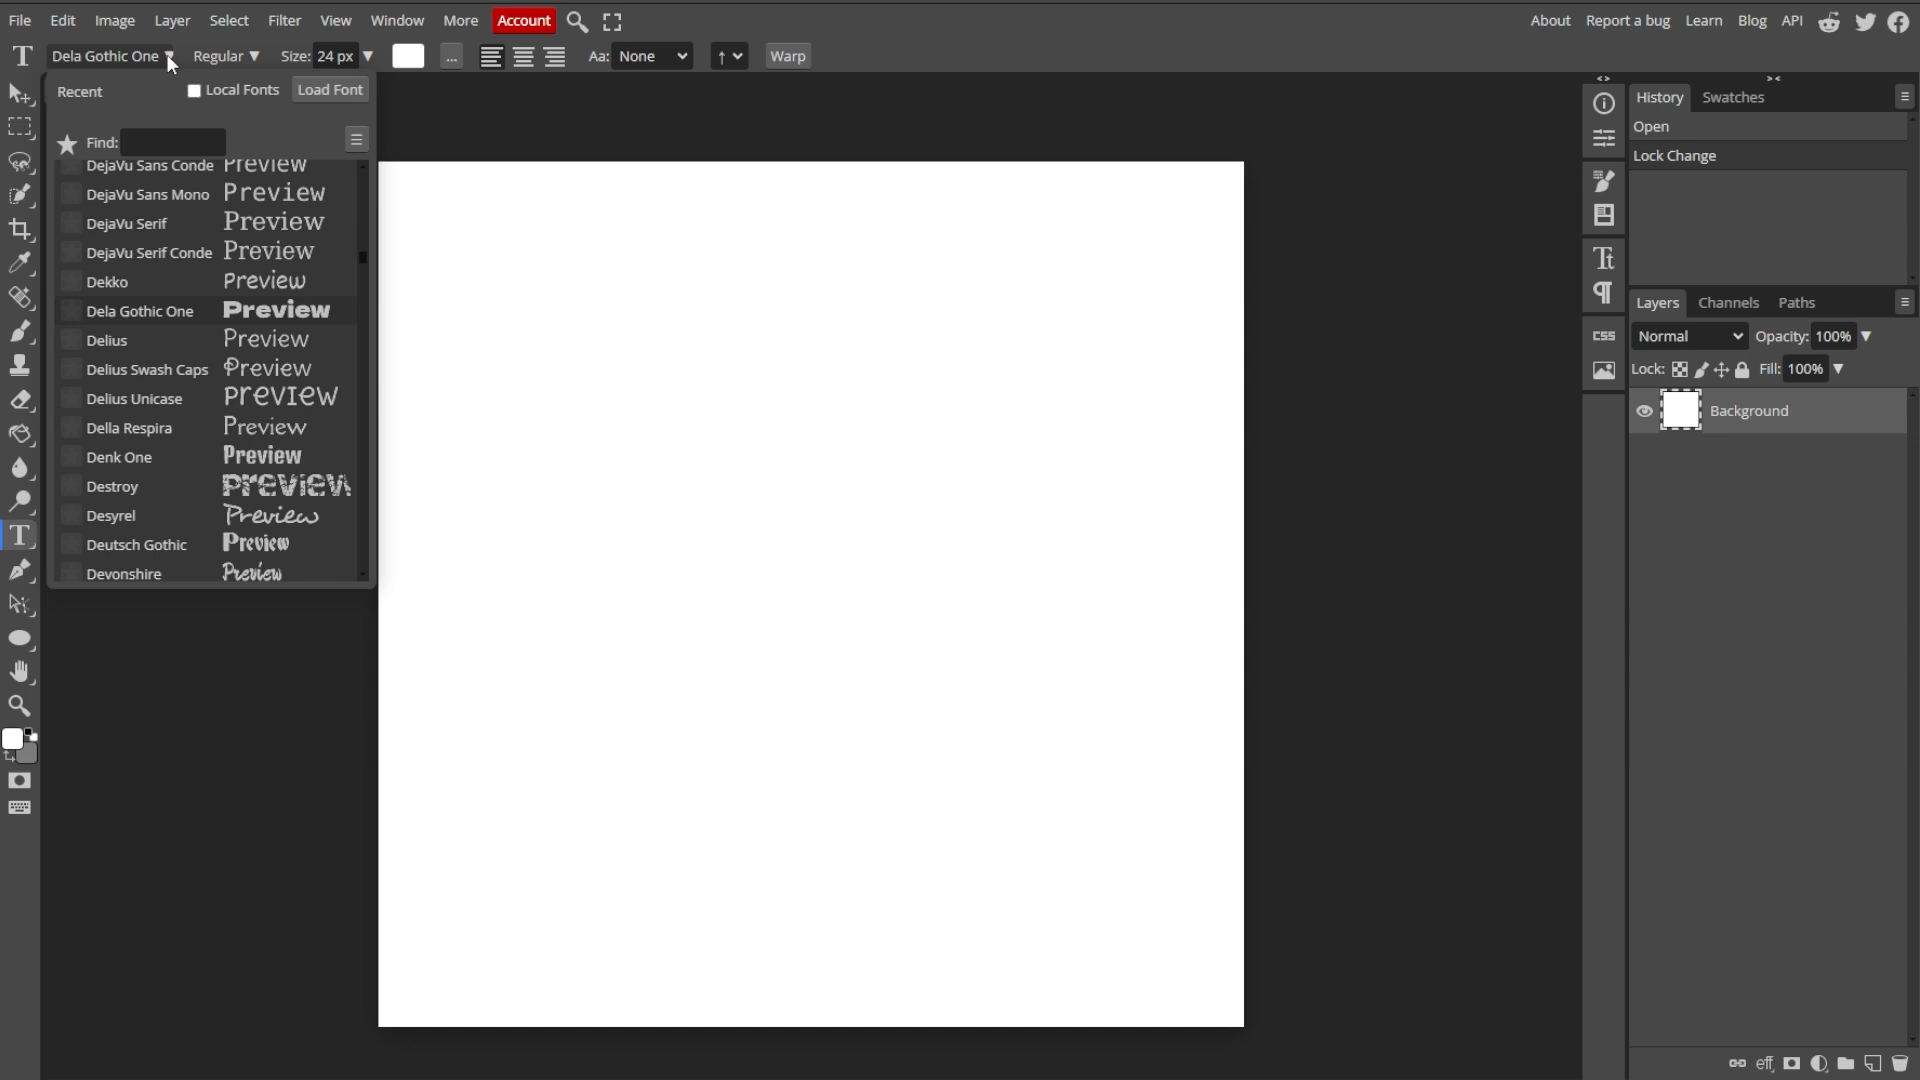 File Edit Image Layer Select Filter View Window More Account About Report a bug Learn Blog API
T Dela Gothic One Regular Size: 24 px ... Aa: None ↑ Warp
Recent Local Fonts Load Font
Find:
DejaVu Sans Conde Preview
DejaVu Sans Mono Preview
DejaVu Serif Preview
DejaVu Serif Conde Preview
Dekko Preview
Dela Gothic One Preview
Delius Preview
Delius Swash Caps Preview
Delius Unicase Preview
Della Respira Preview
Denk One Preview
Destroy Preview
Desyrel Preview
Deutsch Gothic Preview
Devonshire Preview
T
Tt
¶
CSS
History Swatches
Open
Lock Change
Layers Channels Paths
Normal Opacity: 100%
Lock: Fill: 100%
Background
eff